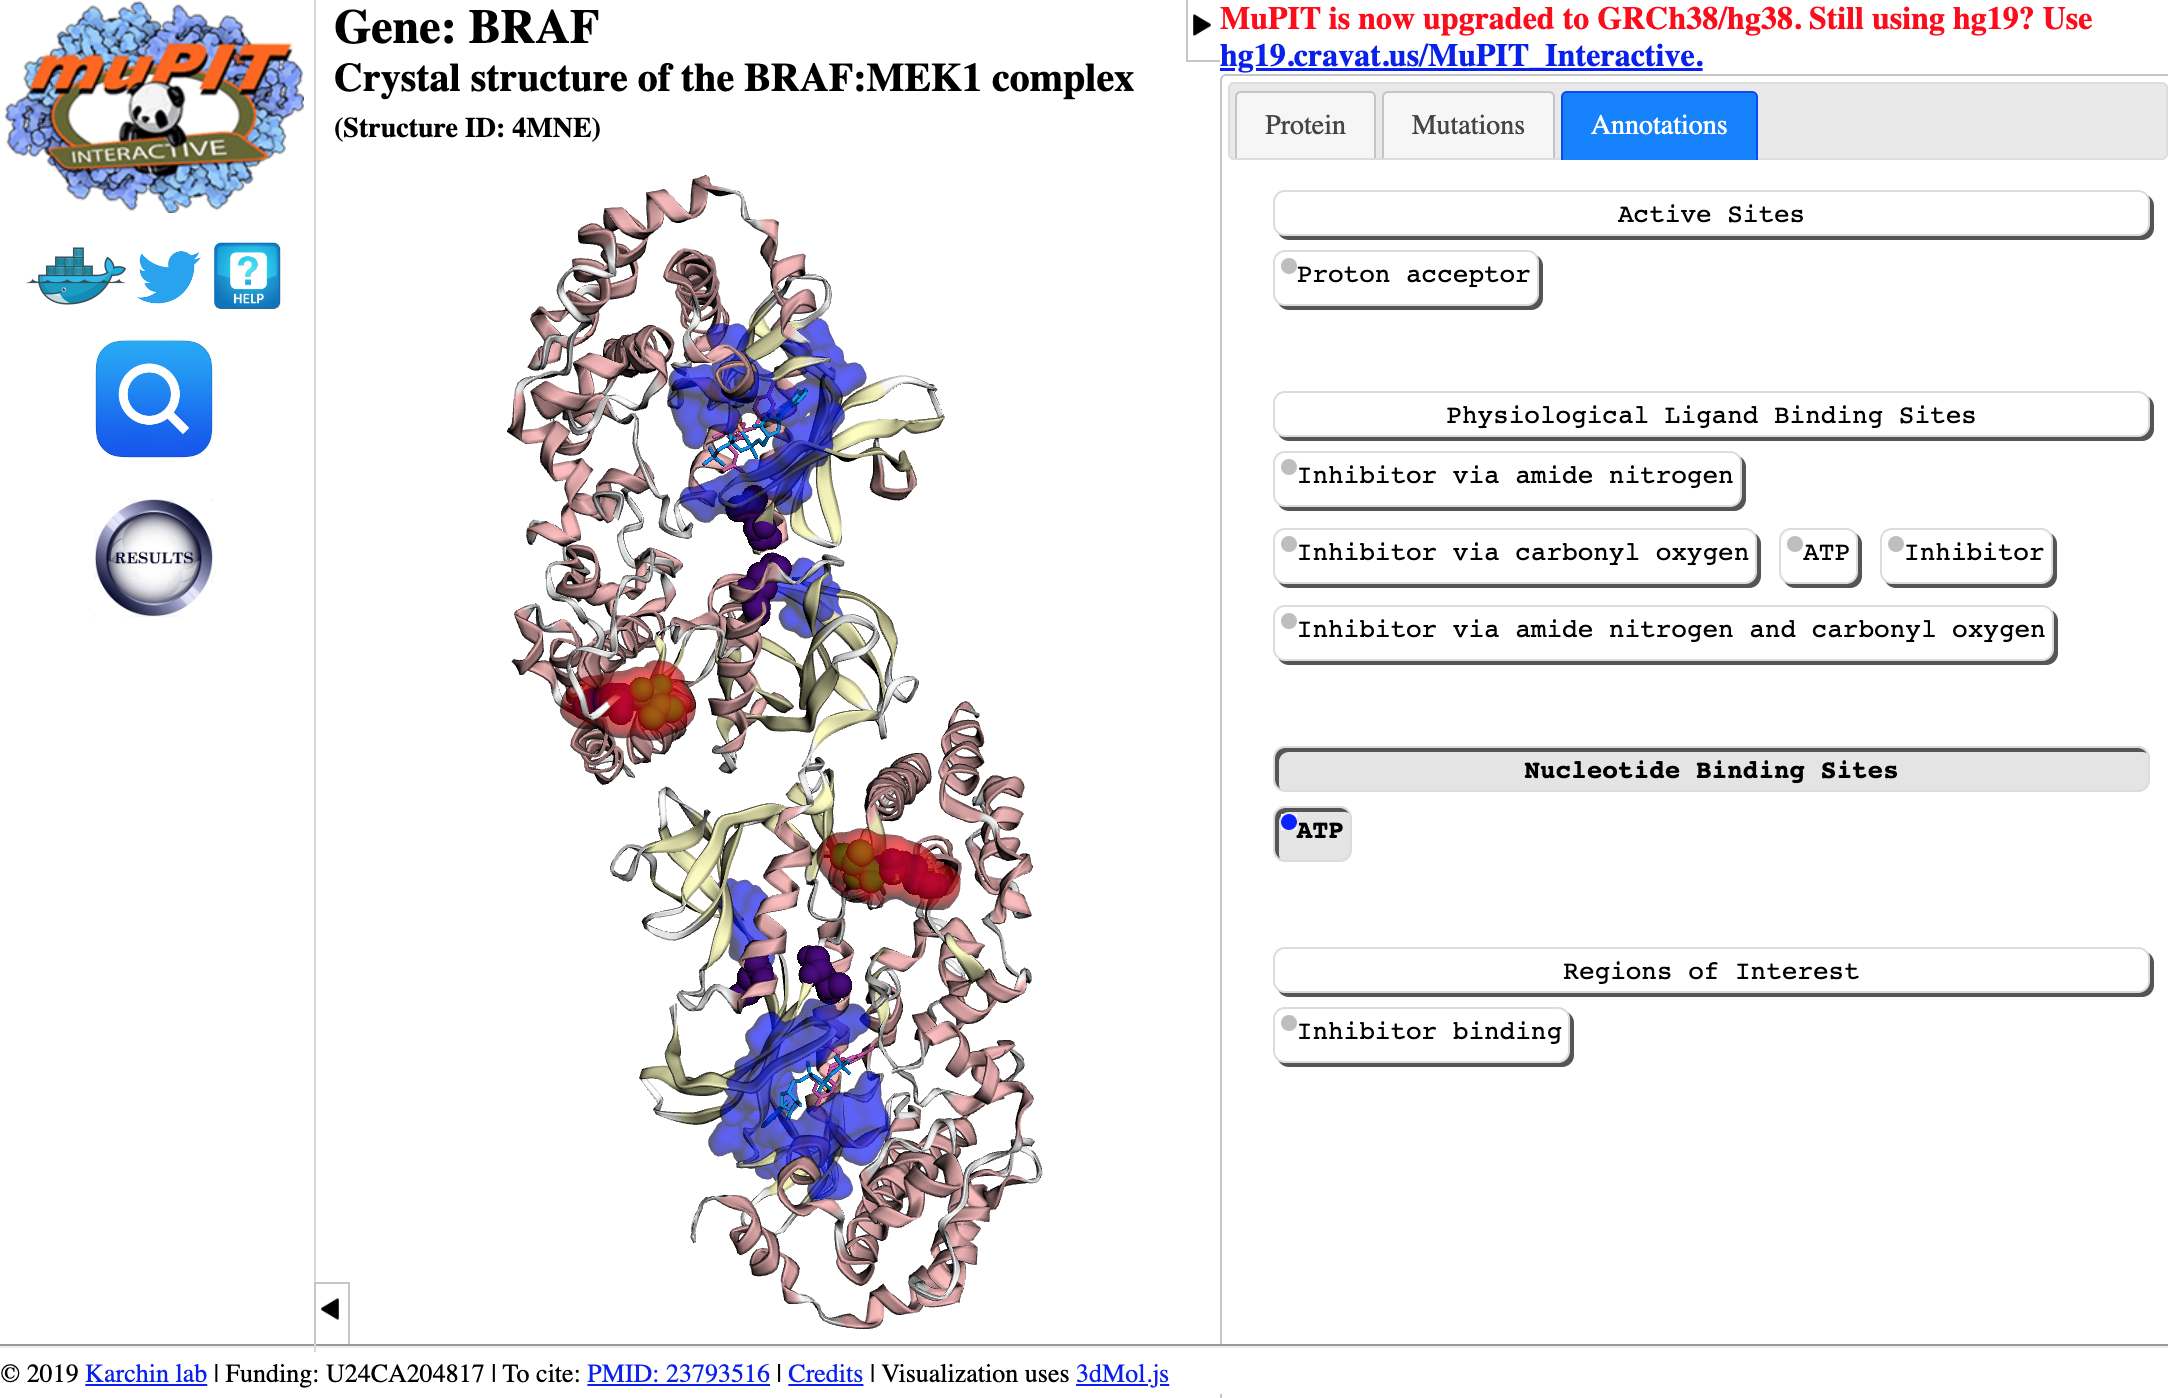 muPIT
INTERACTIVE
?
HELP
RESULTS
Gene: BRAF
Crystal structure of the BRAF:MEK1 complex
(Structure ID: 4MNE)
MuPIT is now upgraded to GRCh38/hg38. Still using hg19? Use
hg19.cravat.us/MuPIT_Interactive.
Protein Mutations Annotations
Active Sites
Proton acceptor
Physiological Ligand Binding Sites
Inhibitor via amide nitrogen
Inhibitor via carbonyl oxygen ATP Inhibitor
Inhibitor via amide nitrogen and carbonyl oxygen
Nucleotide Binding Sites
ATP
Regions of Interest
Inhibitor binding
© 2019 Karchin lab | Funding: U24CA204817 | To cite: PMID: 23793516 | Credits | Visualization uses 3dMol.js